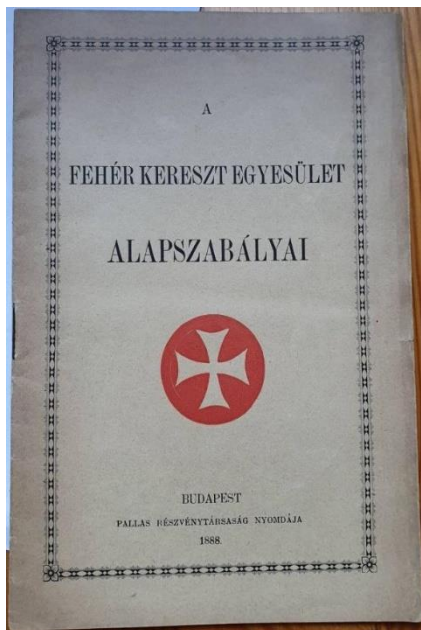 A
FEHÉR KERESZT EGYESÜLET
ALAPSZABÁLYAI
BUDAPEST
PALLAS RÉSZVÉNYTÁRSASÁG NYOMDÁJA
1888.